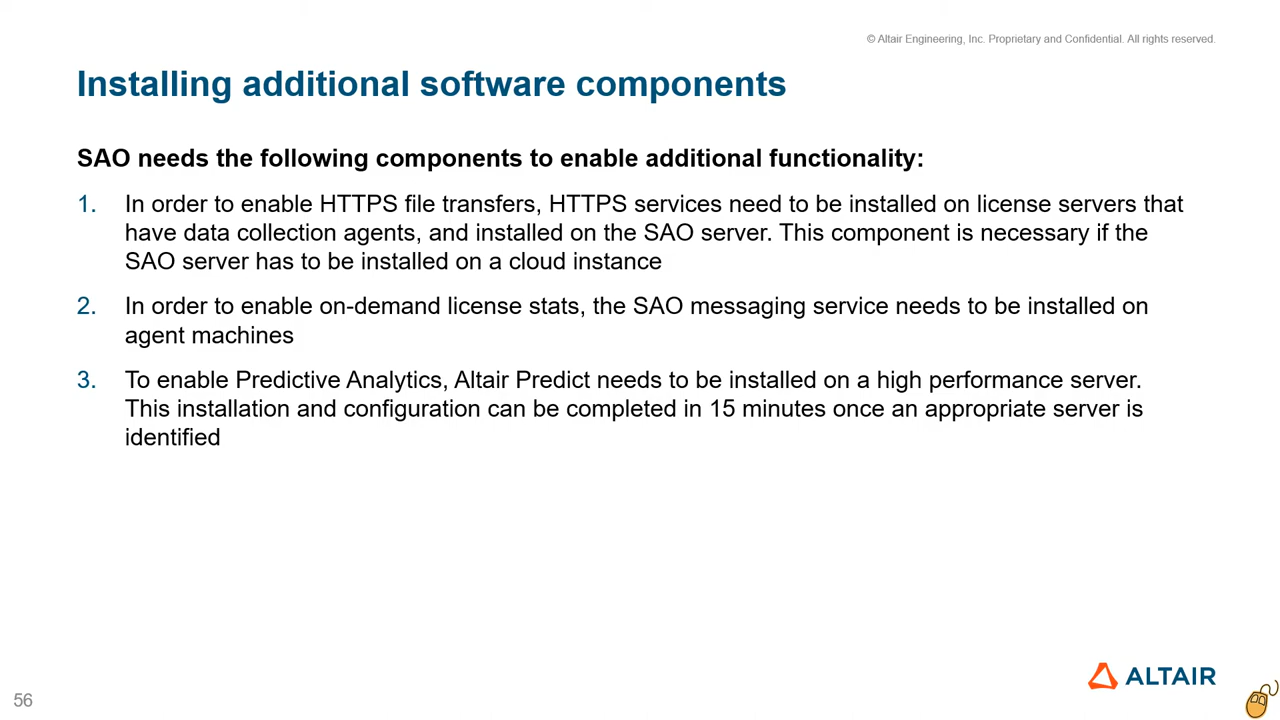 © Altair Engineering, Inc. Proprietary and Confidential. All rights reserved.
Installing additional software components
SAO needs the following components to enable additional functionality:
1. In order to enable HTTPS file transfers, HTTPS services need to be installed on license servers that
have data collection agents, and installed on the SAO server. This component is necessary if the
SAO server has to be installed on a cloud instance
2. In order to enable on-demand license stats, the SAO messaging service needs to be installed on
agent machines
3. To enable Predictive Analytics, Altair Predict needs to be installed on a high performance server.
This installation and configuration can be completed in 15 minutes once an appropriate server is
identified
ALTAIR
56